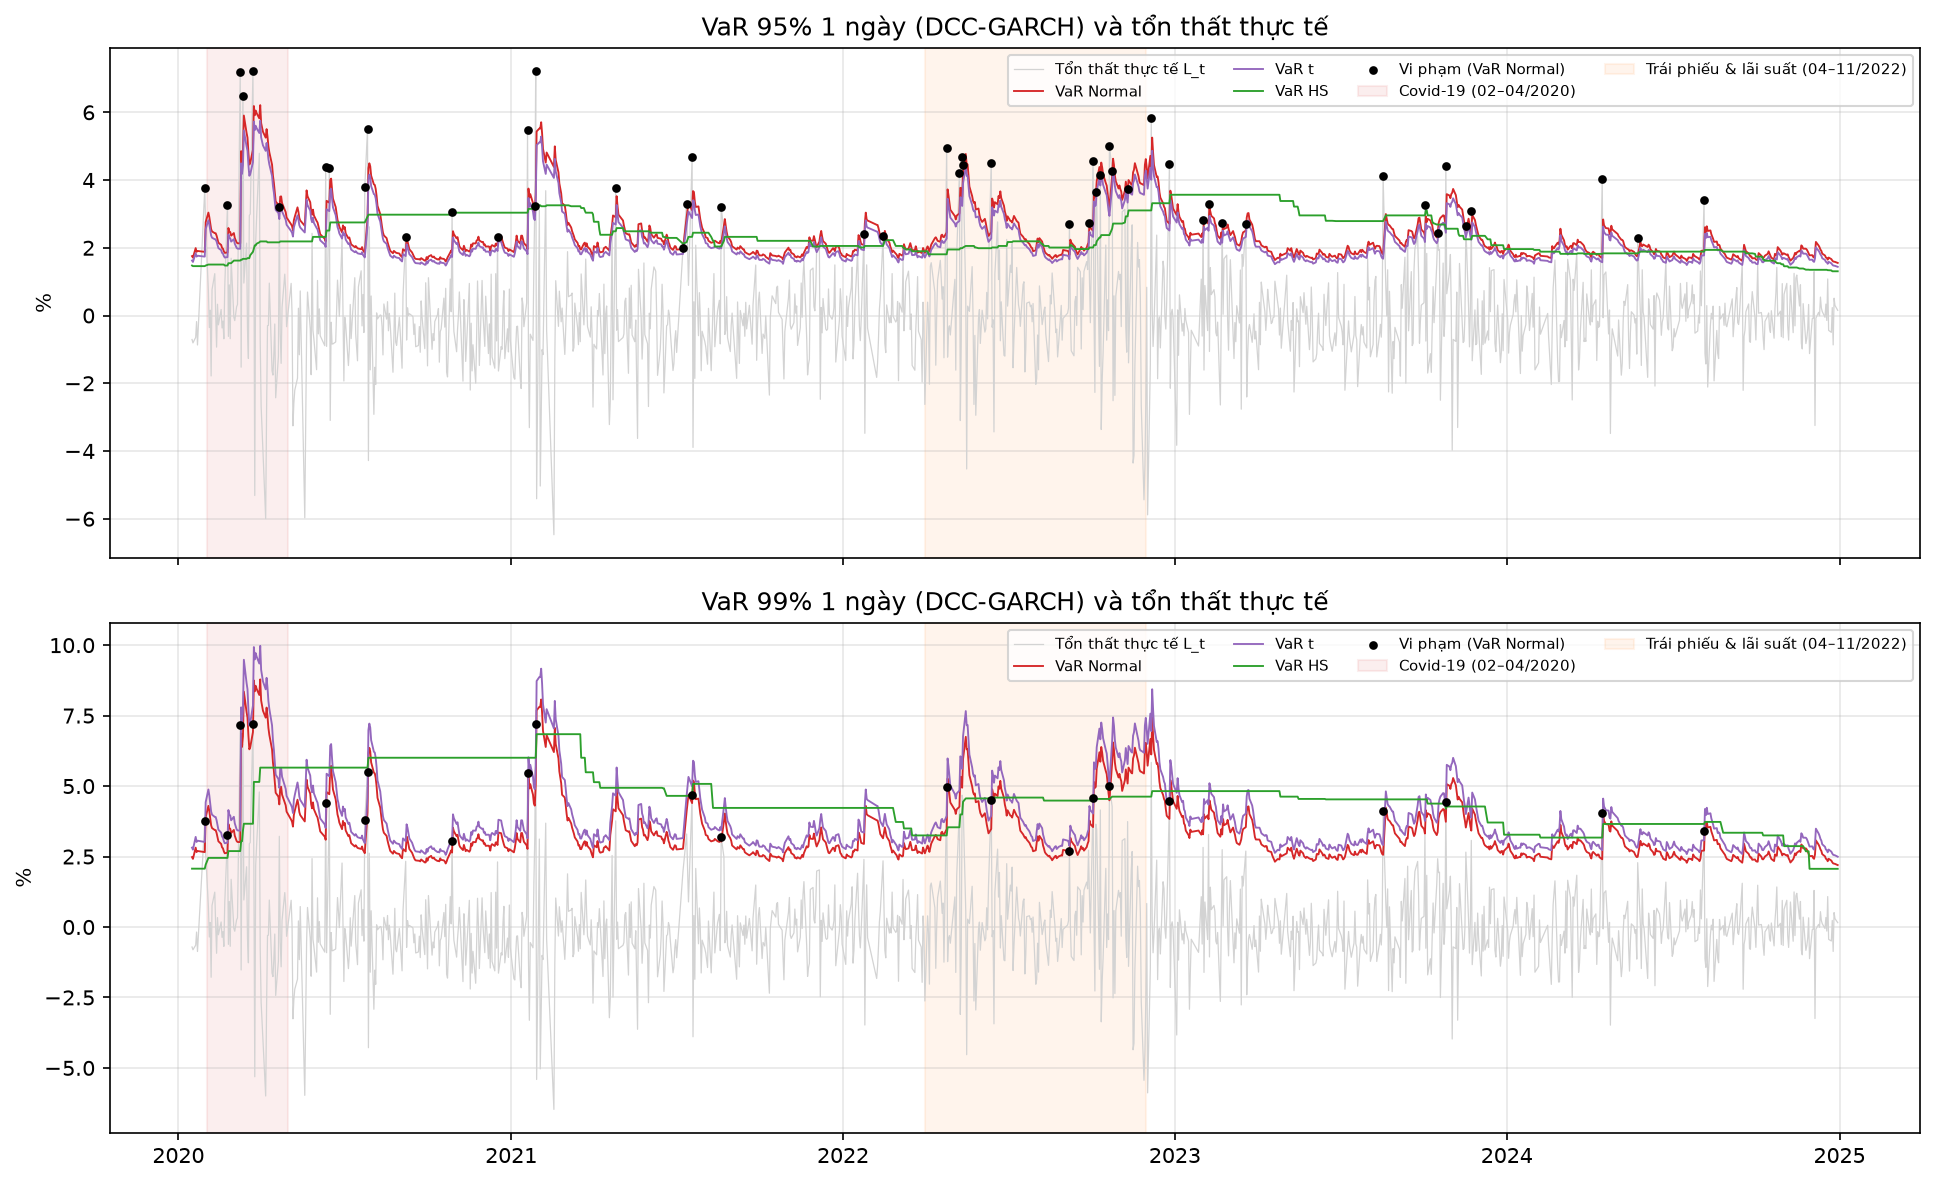 VaR 95% 1 ngày (DCC-GARCH) và tổn thất thực tế
Tổn thất thực tế L_t
VaR Normal
VaR t
VaR HS
Vi phạm (VaR Normal)
Covid-19 (02–04/2020)
Trái phiếu & lãi suất (04–11/2022)
%
6
4
2
0
−2
−4
−6
VaR 99% 1 ngày (DCC-GARCH) và tổn thất thực tế
Tổn thất thực tế L_t
VaR Normal
VaR t
VaR HS
Vi phạm (VaR Normal)
Covid-19 (02–04/2020)
Trái phiếu & lãi suất (04–11/2022)
%
10.0
7.5
5.0
2.5
0.0
−2.5
−5.0
2020 2021 2022 2023 2024 2025